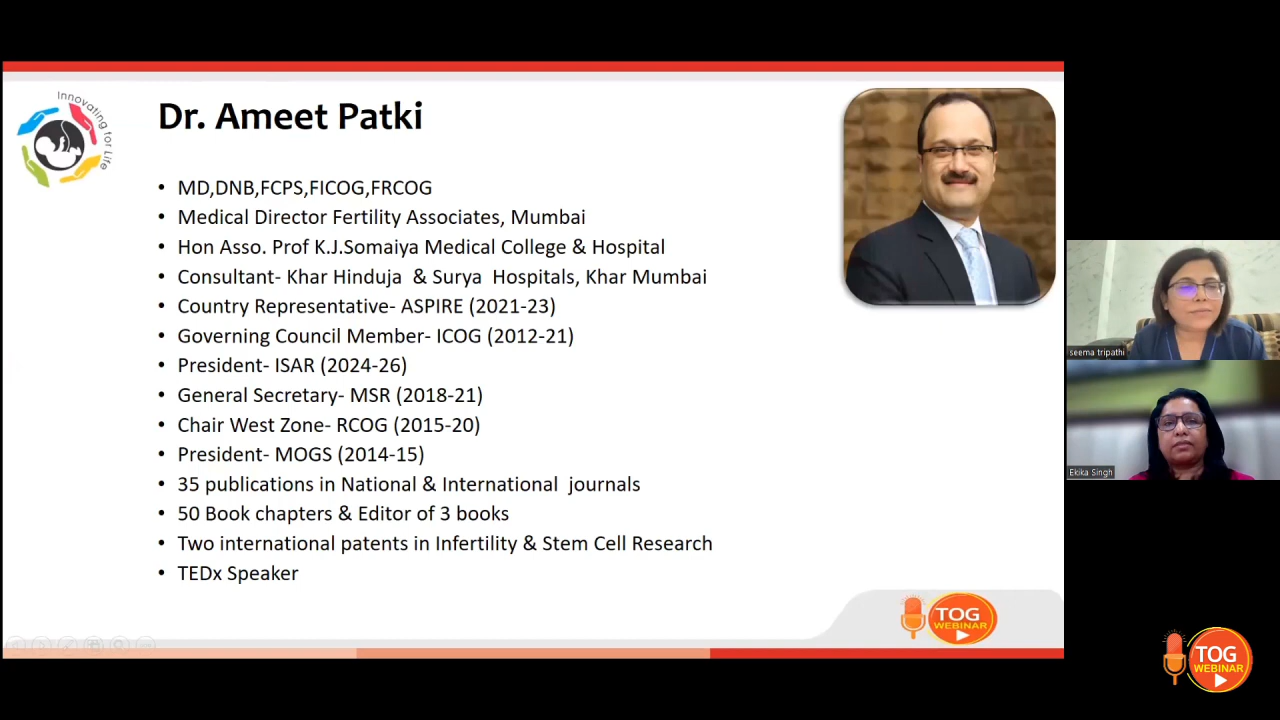 Innovating for Life
Dr. Ameet Patki
• MD,DNB,FCPS,FICOG,FRCOG
• Medical Director Fertility Associates, Mumbai
• Hon Asso. Prof K.J.Somaiya Medical College & Hospital
• Consultant- Khar Hinduja & Surya Hospitals, Khar Mumbai
• Country Representative- ASPIRE (2021-23)
• Governing Council Member- ICOG (2012-21)
• President- ISAR (2024-26)
• General Secretary- MSR (2018-21)
• Chair West Zone- RCOG (2015-20)
• President- MOGS (2014-15)
• 35 publications in National & International journals
• 50 Book chapters & Editor of 3 books
• Two international patents in Infertility & Stem Cell Research
• TEDx Speaker
TOG
WEBINAR
seema tripathi
Ekika Singh
TOG
WEBINAR